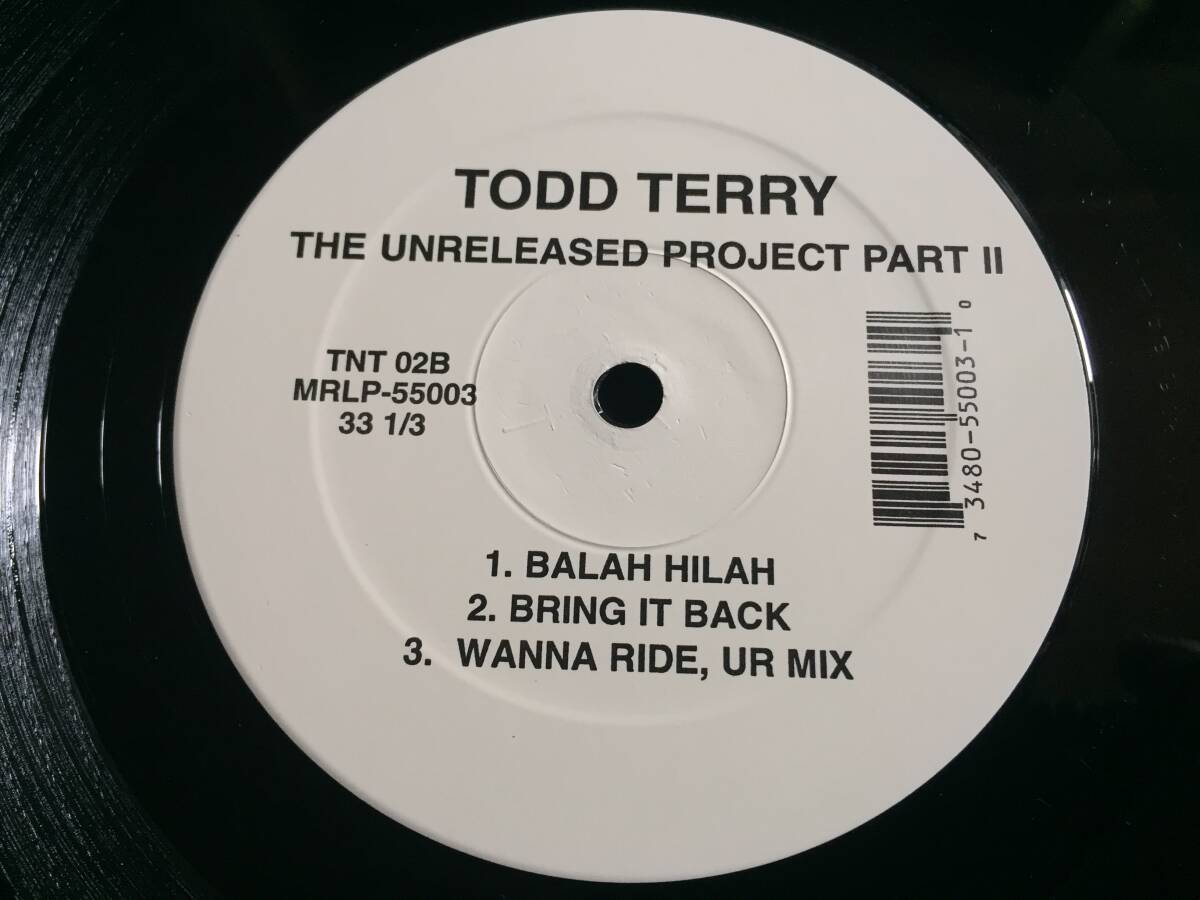 TODD TERRY
THE UNRELEASED PROJECT PART II
TNT 02B
MRLP-55003
33 1/3
7 3480-55003-1 0
1. BALAH HILAH
2. BRING IT BACK
3. WANNA RIDE, UR MIX